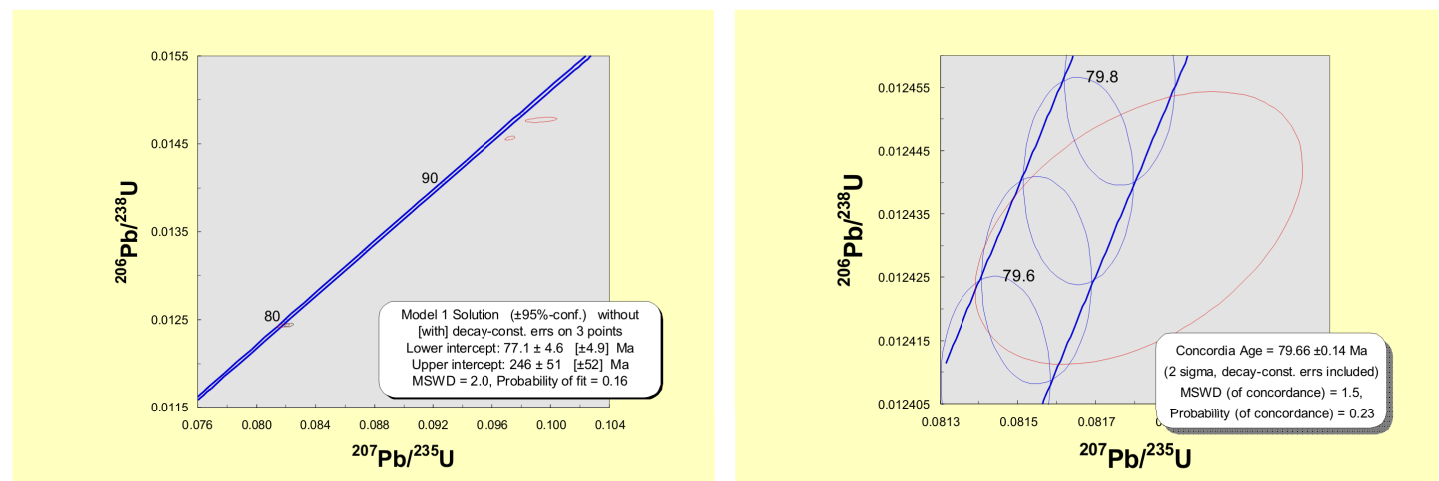 0.0155
0.0145
0.0135
0.0125
0.0115
206Pb/238U
90
80
Model 1 Solution (±95%-conf.) without
[with] decay-const. errs on 3 points
Lower intercept: 77.1 ± 4.6 [±4.9] Ma
Upper intercept: 246 ± 51 [±52] Ma
MSWD = 2.0, Probability of fit = 0.16
0.076 0.080 0.084 0.088 0.092 0.096 0.100 0.104
207Pb/235U
0.012455
0.012445
0.012435
0.012425
0.012415
0.012405
206Pb/238U
79.8
79.6
Concordia Age = 79.66 ±0.14 Ma
(2 sigma, decay-const. errs included)
MSWD (of concordance) = 1.5,
Probability (of concordance) = 0.23
0.0813 0.0815 0.0817
207Pb/235U